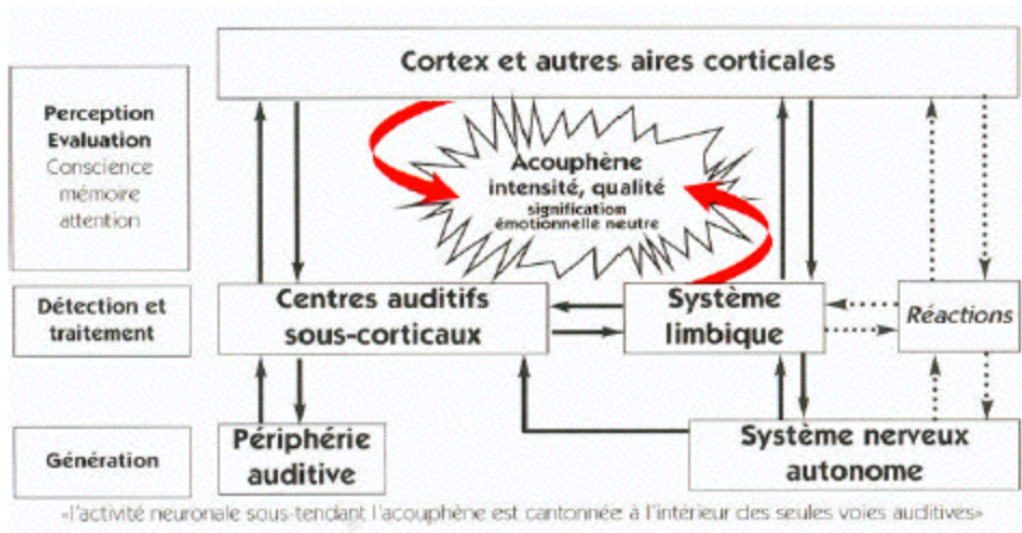 Cortex et autres aires corticales
Perception
Evaluation
Conscience
mémoire
attention
Acouphène
intensité, qualité
signification
émotionnelle neutre
Détection et
traitement
Centres auditifs
sous-corticaux
Système
limbique
Réactions
Génération
Périphérie
auditive
Système nerveux
autonome
«l'activité neuronale sous-tendant l'acouphène est cantonnée à l'intérieur des seules voies auditives»